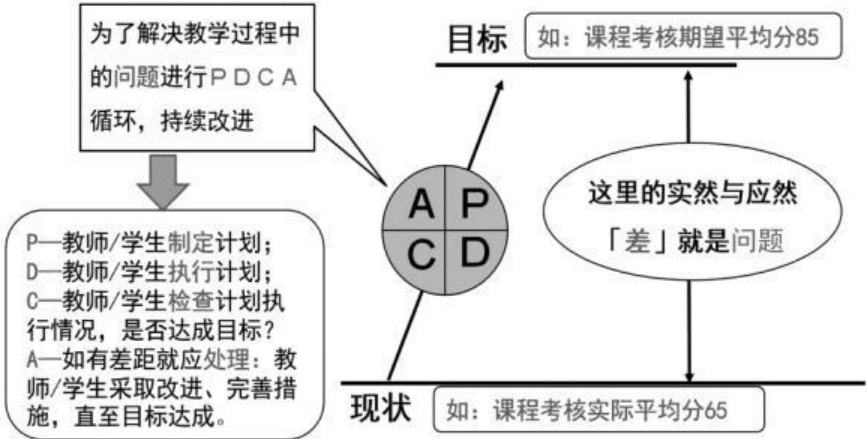 为了解决教学过程中
的问题进行PDCA
循环，持续改进
P—教师/学生制定计划；
D—教师/学生执行计划；
C—教师/学生检查计划执
行情况，是否达成目标？
A—如有差距就应处理：教
师/学生采取改进、完善措
施，直至目标达成。
目标 如：课程考核期望平均分85
A P
C D
这里的实然与应然
「差」就是问题
现状 如：课程考核实际平均分65